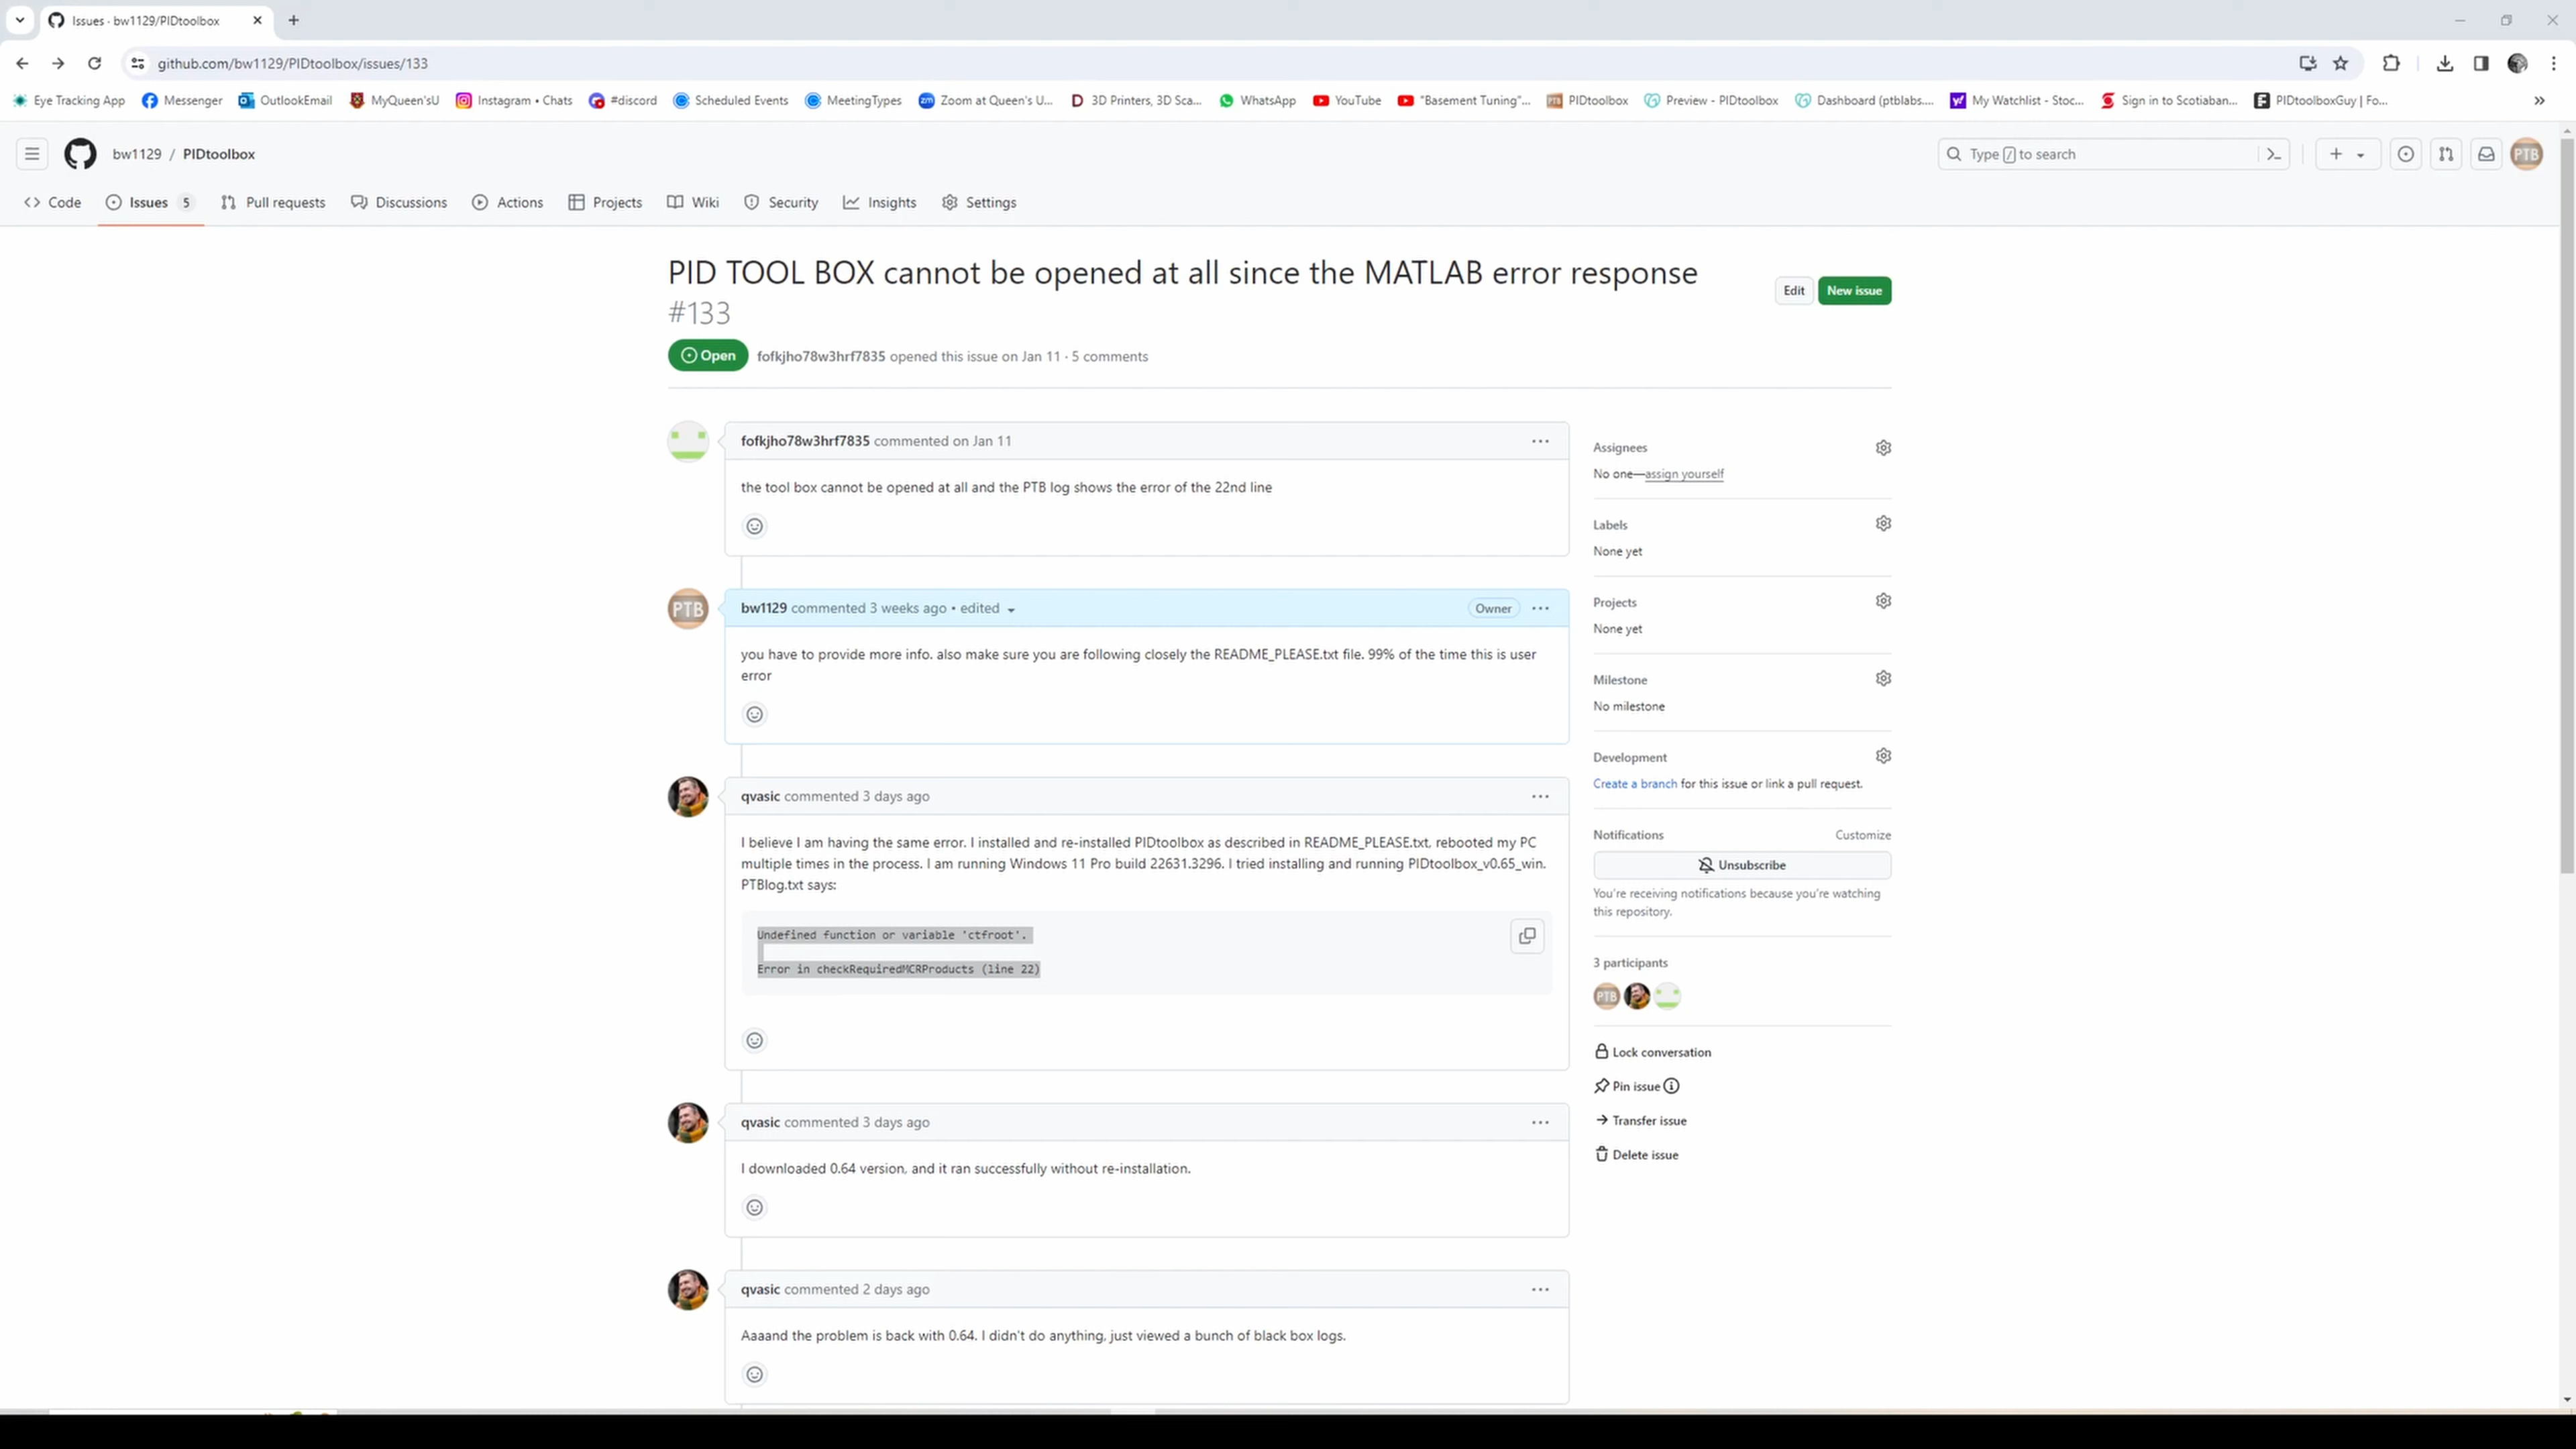 Issues · bw1129/PIDtoolbox
github.com/bw1129/PIDtoolbox/issues/133
Eye Tracking App
Messenger
OutlookEmail
MyQueen'sU
Instagram • Chats
#discord
Scheduled Events
MeetingTypes
Zoom at Queen's U...
3D Printers, 3D Sca...
WhatsApp
YouTube
"Basement Tuning"...
PIDtoolbox
Preview - PIDtoolbox
Dashboard (ptblabs....
My Watchlist - Stoc...
Sign in to Scotiaban...
PIDtoolboxGuy | Fo...
bw1129 / PIDtoolbox
Type / to search
PTB
Code
Issues 5
Pull requests
Discussions
Actions
Projects
Wiki
Security
Insights
Settings
PID TOOL BOX cannot be opened at all since the MATLAB error response
#133
Edit
New issue
Open
fofkjho78w3hrf7835 opened this issue on Jan 11 · 5 comments
fofkjho78w3hrf7835 commented on Jan 11
the tool box cannot be opened at all and the PTB log shows the error of the 22nd line
PTB
bw1129 commented 3 weeks ago • edited
Owner
you have to provide more info. also make sure you are following closely the README_PLEASE.txt file. 99% of the time this is user
error
qvasic commented 3 days ago
I believe I am having the same error. I installed and re-installed PIDtoolbox as described in README_PLEASE.txt, rebooted my PC
multiple times in the process. I am running Windows 11 Pro build 22631.3296. I tried installing and running PIDtoolbox_v0.65_win.
PTBlog.txt says:
Undefined function or variable 'ctfroot'.
Error in checkRequiredMCRProducts (line 22)
qvasic commented 3 days ago
I downloaded 0.64 version, and it ran successfully without re-installation.
qvasic commented 2 days ago
Aaaand the problem is back with 0.64. I didn't do anything, just viewed a bunch of black box logs.
Assignees
No one—assign yourself
Labels
None yet
Projects
None yet
Milestone
No milestone
Development
Create a branch for this issue or link a pull request.
Notifications
Customize
Unsubscribe
You're receiving notifications because you're watching
this repository.
3 participants
PTB
Lock conversation
Pin issue
Transfer issue
Delete issue